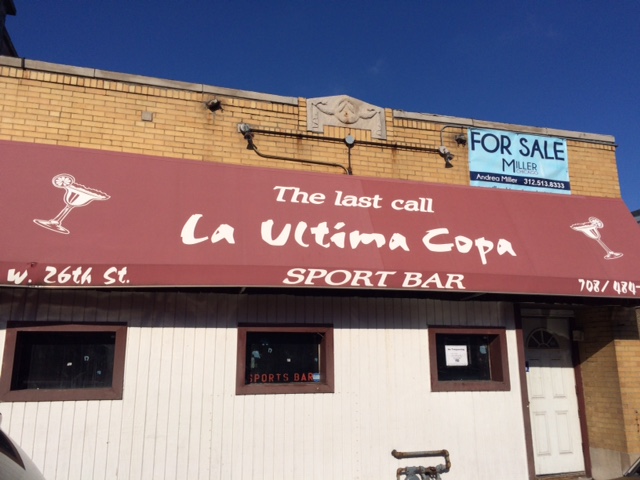 FOR SALE
MILLER
Andrea Miller 312.513.8333
The last call
La Ultima Copa
W. 26th St.
SPORT BAR
708/484-
SPORTS BAR